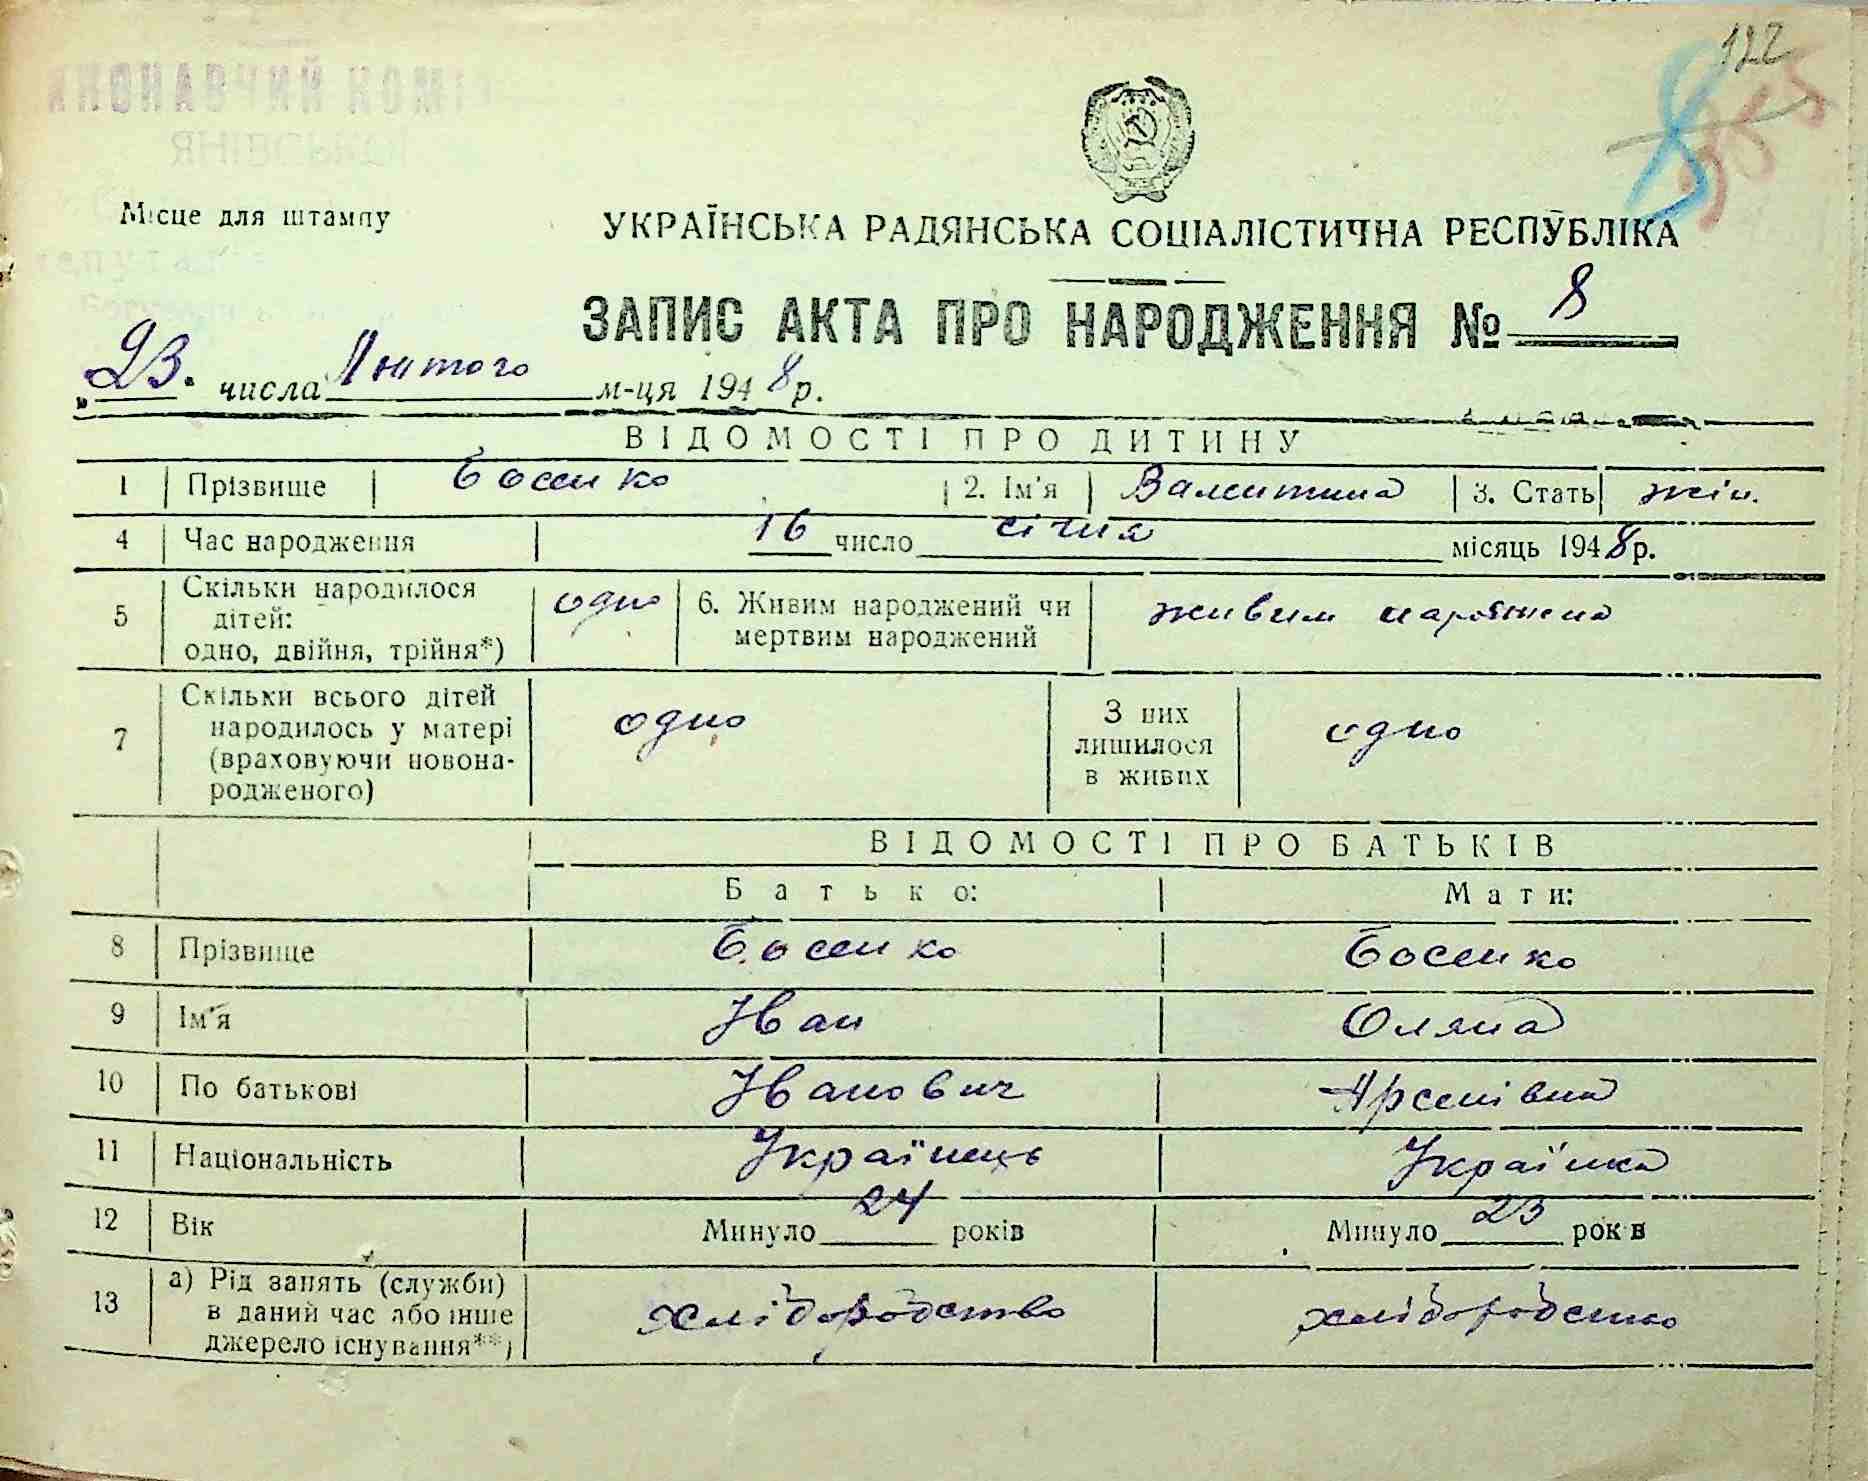 122
8
Місце для штампу
УКРАЇНСЬКА РАДЯНСЬКА СОЦІАЛІСТИЧНА РЕСПУБЛІКА
ЗАПИС АКТА ПРО НАРОДЖЕННЯ № 8
„23. числа Лютого м-ця 1948 р.
ВІДОМОСТІ ПРО ДИТИНУ
1 Прізвище Босенко 2. Ім'я Валентина 3. Стать жін.
4 Час народження 16 число січня місяць 1948 р.
5 Скільки народилося дітей: одно, двійня, трійня*) одно 6. Живим народжений чи мертвим народжений живим народжена
7 Скільки всього дітей народилось у матері (враховуючи новонародженого) одно З них лишилося в живих одно
ВІДОМОСТІ ПРО БАТЬКІВ
Батько: Мати:
8 Прізвище Босенко Босенко
9 Ім'я Іван Оляна
10 По батькові Іванович Арсенівна
11 Національність Українець Українка
12 Вік Минуло 24 років Минуло 23 років
13 а) Рід занять (служби) в даний час або інше джерело існування**) хліборобство хліборобство